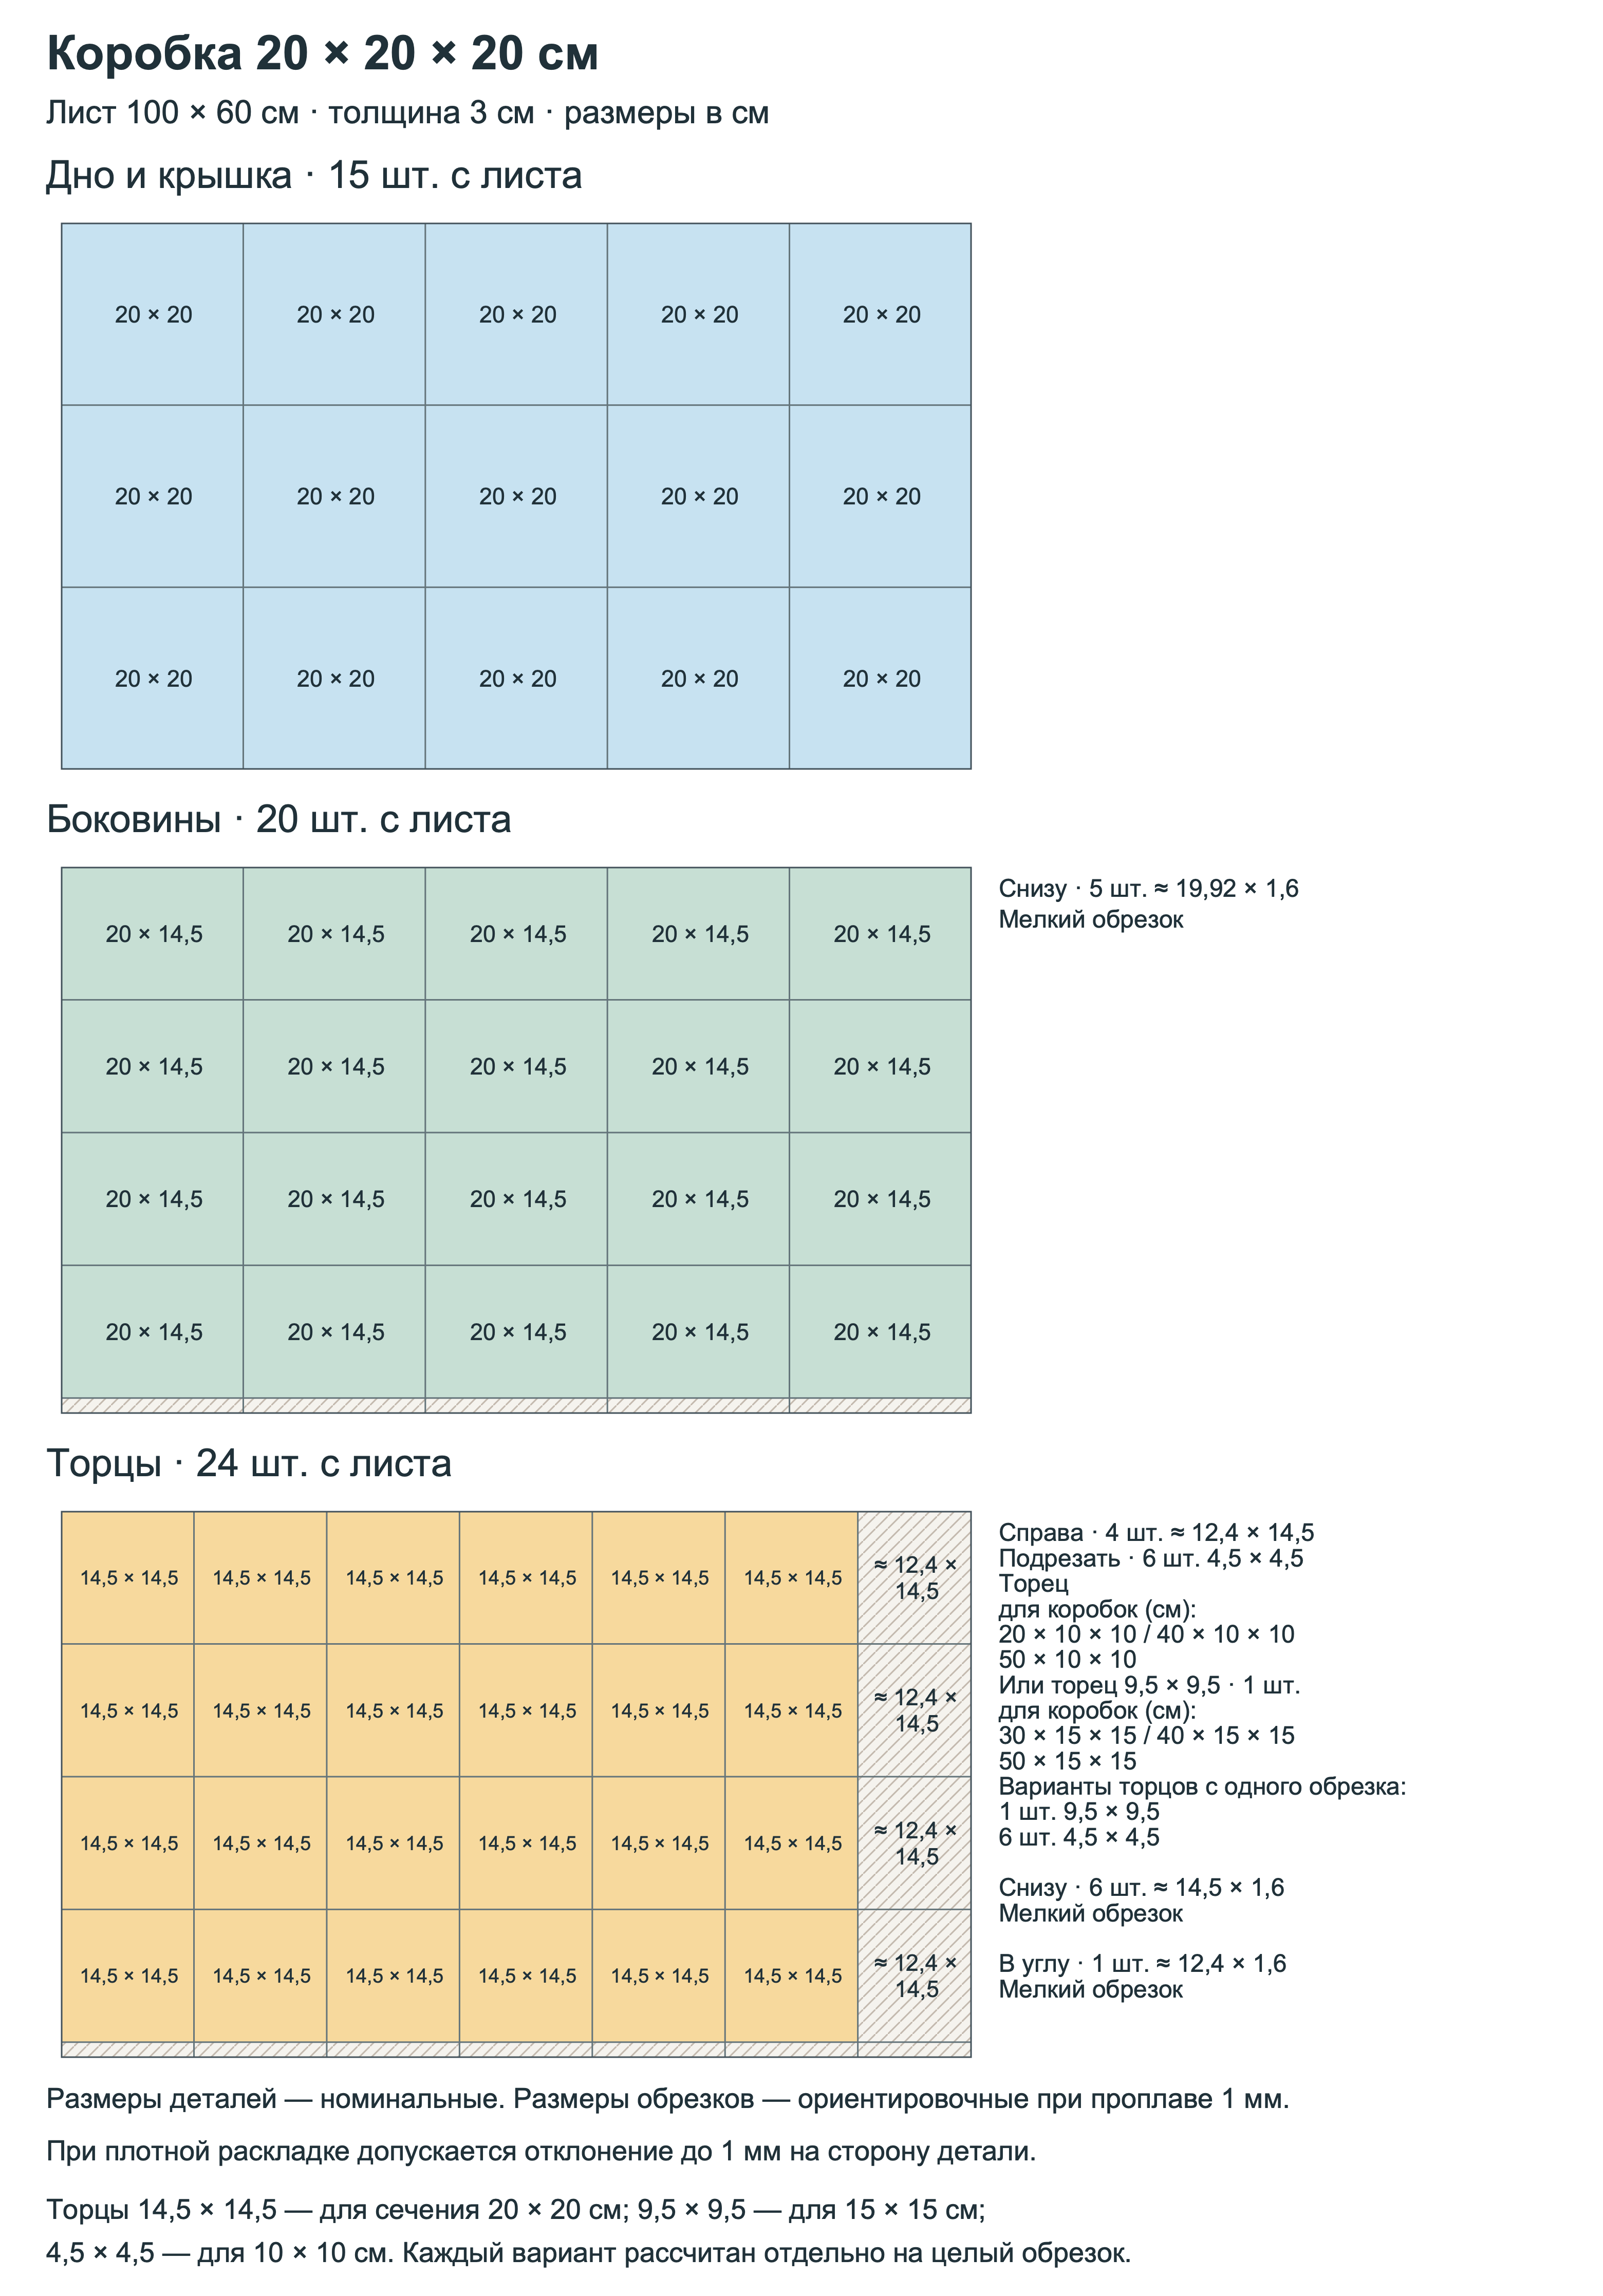 Коробка 20 × 20 × 20 см
Лист 100 × 60 см · толщина 3 см · размеры в см
Дно и крышка · 15 шт. с листа
20 × 20 20 × 20 20 × 20 20 × 20 20 × 20
20 × 20 20 × 20 20 × 20 20 × 20 20 × 20
20 × 20 20 × 20 20 × 20 20 × 20 20 × 20
Боковины · 20 шт. с листа
20 × 14,5 20 × 14,5 20 × 14,5 20 × 14,5 20 × 14,5
20 × 14,5 20 × 14,5 20 × 14,5 20 × 14,5 20 × 14,5
20 × 14,5 20 × 14,5 20 × 14,5 20 × 14,5 20 × 14,5
20 × 14,5 20 × 14,5 20 × 14,5 20 × 14,5 20 × 14,5
Снизу · 5 шт. ≈ 19,92 × 1,6
Мелкий обрезок
Торцы · 24 шт. с листа
14,5 × 14,5 14,5 × 14,5 14,5 × 14,5 14,5 × 14,5 14,5 × 14,5 14,5 × 14,5 ≈ 12,4 ×
14,5
14,5 × 14,5 14,5 × 14,5 14,5 × 14,5 14,5 × 14,5 14,5 × 14,5 14,5 × 14,5 ≈ 12,4 ×
14,5
14,5 × 14,5 14,5 × 14,5 14,5 × 14,5 14,5 × 14,5 14,5 × 14,5 14,5 × 14,5 ≈ 12,4 ×
14,5
14,5 × 14,5 14,5 × 14,5 14,5 × 14,5 14,5 × 14,5 14,5 × 14,5 14,5 × 14,5 ≈ 12,4 ×
14,5
Справа · 4 шт. ≈ 12,4 × 14,5
Подрезать · 6 шт. 4,5 × 4,5
Торец
для коробок (см):
20 × 10 × 10 / 40 × 10 × 10
50 × 10 × 10
Или торец 9,5 × 9,5 · 1 шт.
для коробок (см):
30 × 15 × 15 / 40 × 15 × 15
50 × 15 × 15
Варианты торцов с одного обрезка:
1 шт. 9,5 × 9,5
6 шт. 4,5 × 4,5
Снизу · 6 шт. ≈ 14,5 × 1,6
Мелкий обрезок
В углу · 1 шт. ≈ 12,4 × 1,6
Мелкий обрезок
Размеры деталей — номинальные. Размеры обрезков — ориентировочные при проплаве 1 мм.
При плотной раскладке допускается отклонение до 1 мм на сторону детали.
Торцы 14,5 × 14,5 — для сечения 20 × 20 см; 9,5 × 9,5 — для 15 × 15 см;
4,5 × 4,5 — для 10 × 10 см. Каждый вариант рассчитан отдельно на целый обрезок.